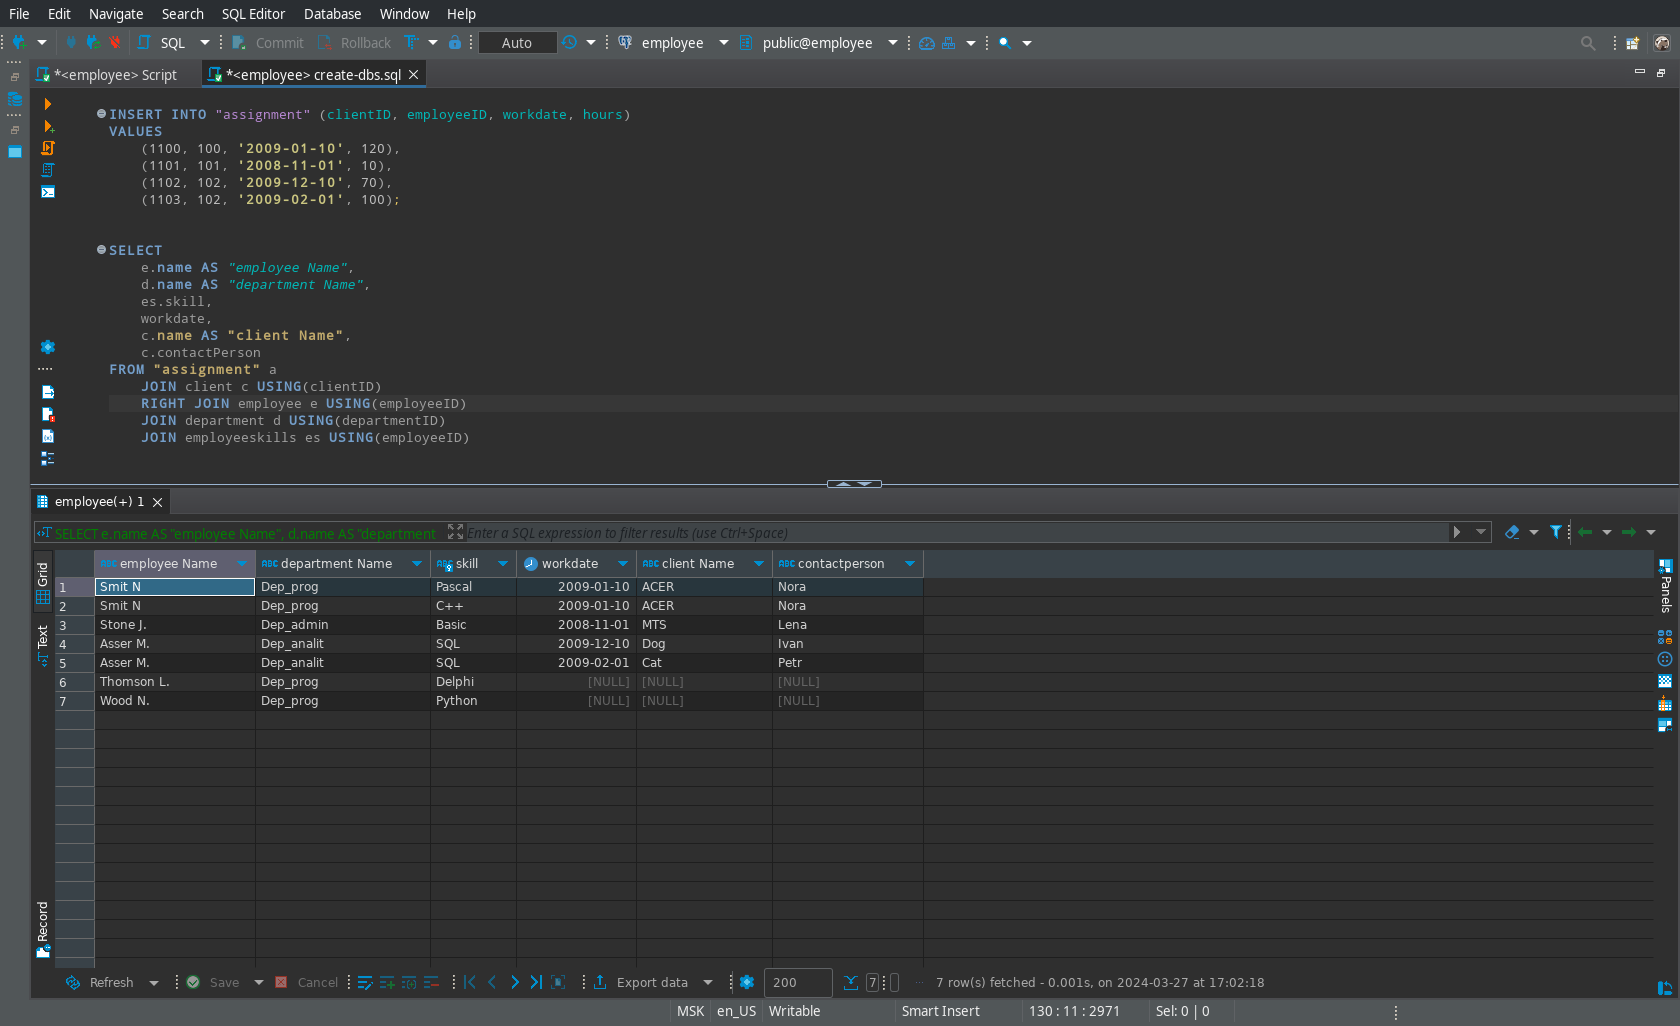 File Edit Navigate Search SQL Editor Database Window Help
SQL Commit Rollback Auto employee public@employee
*<employee> Script *<employee> create-dbs.sql
INSERT INTO "assignment" (clientID, employeeID, workdate, hours)
VALUES
(1100, 100, '2009-01-10', 120),
(1101, 101, '2008-11-01', 10),
(1102, 102, '2009-12-10', 70),
(1103, 102, '2009-02-01', 100);
SELECT
e.name AS "employee Name",
d.name AS "department Name",
es.skill,
workdate,
c.name AS "client Name",
c.contactPerson
FROM "assignment" a
JOIN client c USING(clientID)
RIGHT JOIN employee e USING(employeeID)
JOIN department d USING(departmentID)
JOIN employeeskills es USING(employeeID)
employee(+) 1
SELECT e.name AS "employee Name", d.name AS "department Enter a SQL expression to filter results (use Ctrl+Space)
employee Name department Name skill workdate client Name contactperson
1 Smit N Dep_prog Pascal 2009-01-10 ACER Nora
2 Smit N Dep_prog C++ 2009-01-10 ACER Nora
3 Stone J. Dep_admin Basic 2008-11-01 MTS Lena
4 Asser M. Dep_analit SQL 2009-12-10 Dog Ivan
5 Asser M. Dep_analit SQL 2009-02-01 Cat Petr
6 Thomson L. Dep_prog Delphi [NULL] [NULL] [NULL]
7 Wood N. Dep_prog Python [NULL] [NULL] [NULL]
Grid
Text
Record
Panels
Refresh Save Cancel Export data 200 7 7 row(s) fetched - 0.001s, on 2024-03-27 at 17:02:18
MSK en_US Writable Smart Insert 130 : 11 : 2971 Sel: 0 | 0